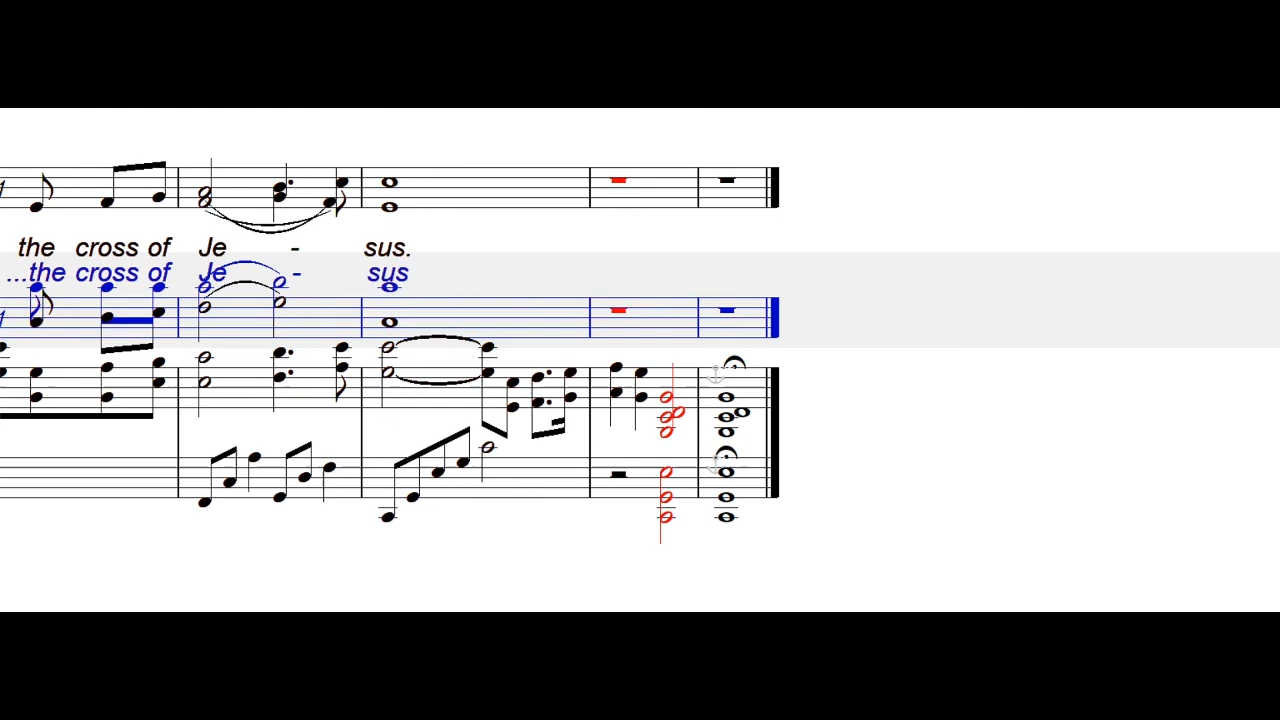 the cross of Je - sus.
...the cross of Je - sus